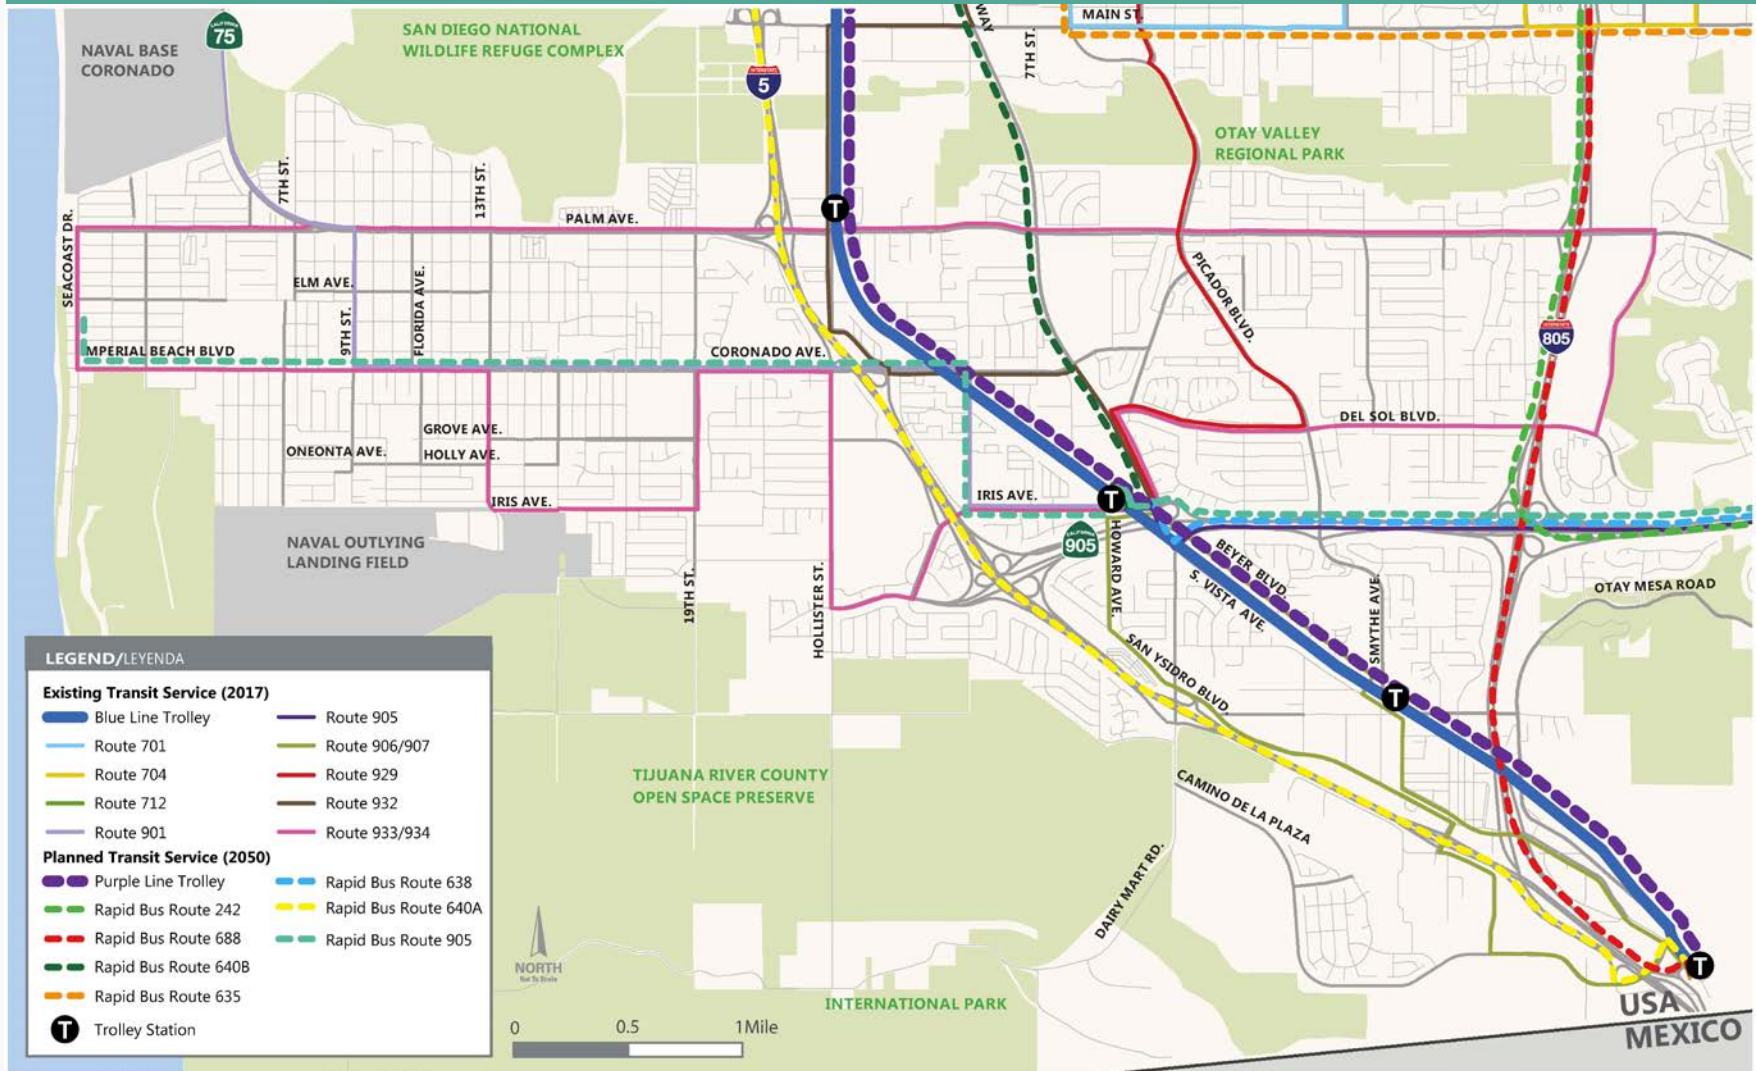 MAIN ST.
WAY
7TH ST.
CALIFORNIA
75
NAVAL BASE
CORONADO
SAN DIEGO NATIONAL
WILDLIFE REFUGE COMPLEX
INTERSTATE
5
OTAY VALLEY
REGIONAL PARK
7TH ST.
13TH ST.
T
SEACOAST DR.
PALM AVE.
ELM AVE.
FLORIDA AVE.
9TH ST.
PICADOR BLVD.
INTERSTATE
805
MPERIAL BEACH BLVD
CORONADO AVE.
DEL SOL BLVD.
GROVE AVE.
ONEONTA AVE.
HOLLY AVE.
IRIS AVE.
IRIS AVE.
T
CALIFORNIA
905
NAVAL OUTLYING
LANDING FIELD
HOWARD AVE.
BEYER BLVD.
S. VISTA AVE.
SMYTHE AVE.
OTAY MESA ROAD
19TH ST.
HOLLISTER ST.
SAN YSIDRO BLVD.
T
TIJUANA RIVER COUNTY
OPEN SPACE PRESERVE
CAMINO DE LA PLAZA
DAIRY MART RD.
T
INTERNATIONAL PARK
USA
MEXICO
NORTH
Not To Scale
0 0.5 1Mile
LEGEND/LEYENDA
Existing Transit Service (2017)
Blue Line Trolley
Route 701
Route 704
Route 712
Route 901
Route 905
Route 906/907
Route 929
Route 932
Route 933/934
Planned Transit Service (2050)
Purple Line Trolley
Rapid Bus Route 242
Rapid Bus Route 688
Rapid Bus Route 640B
Rapid Bus Route 635
Rapid Bus Route 638
Rapid Bus Route 640A
Rapid Bus Route 905
T Trolley Station